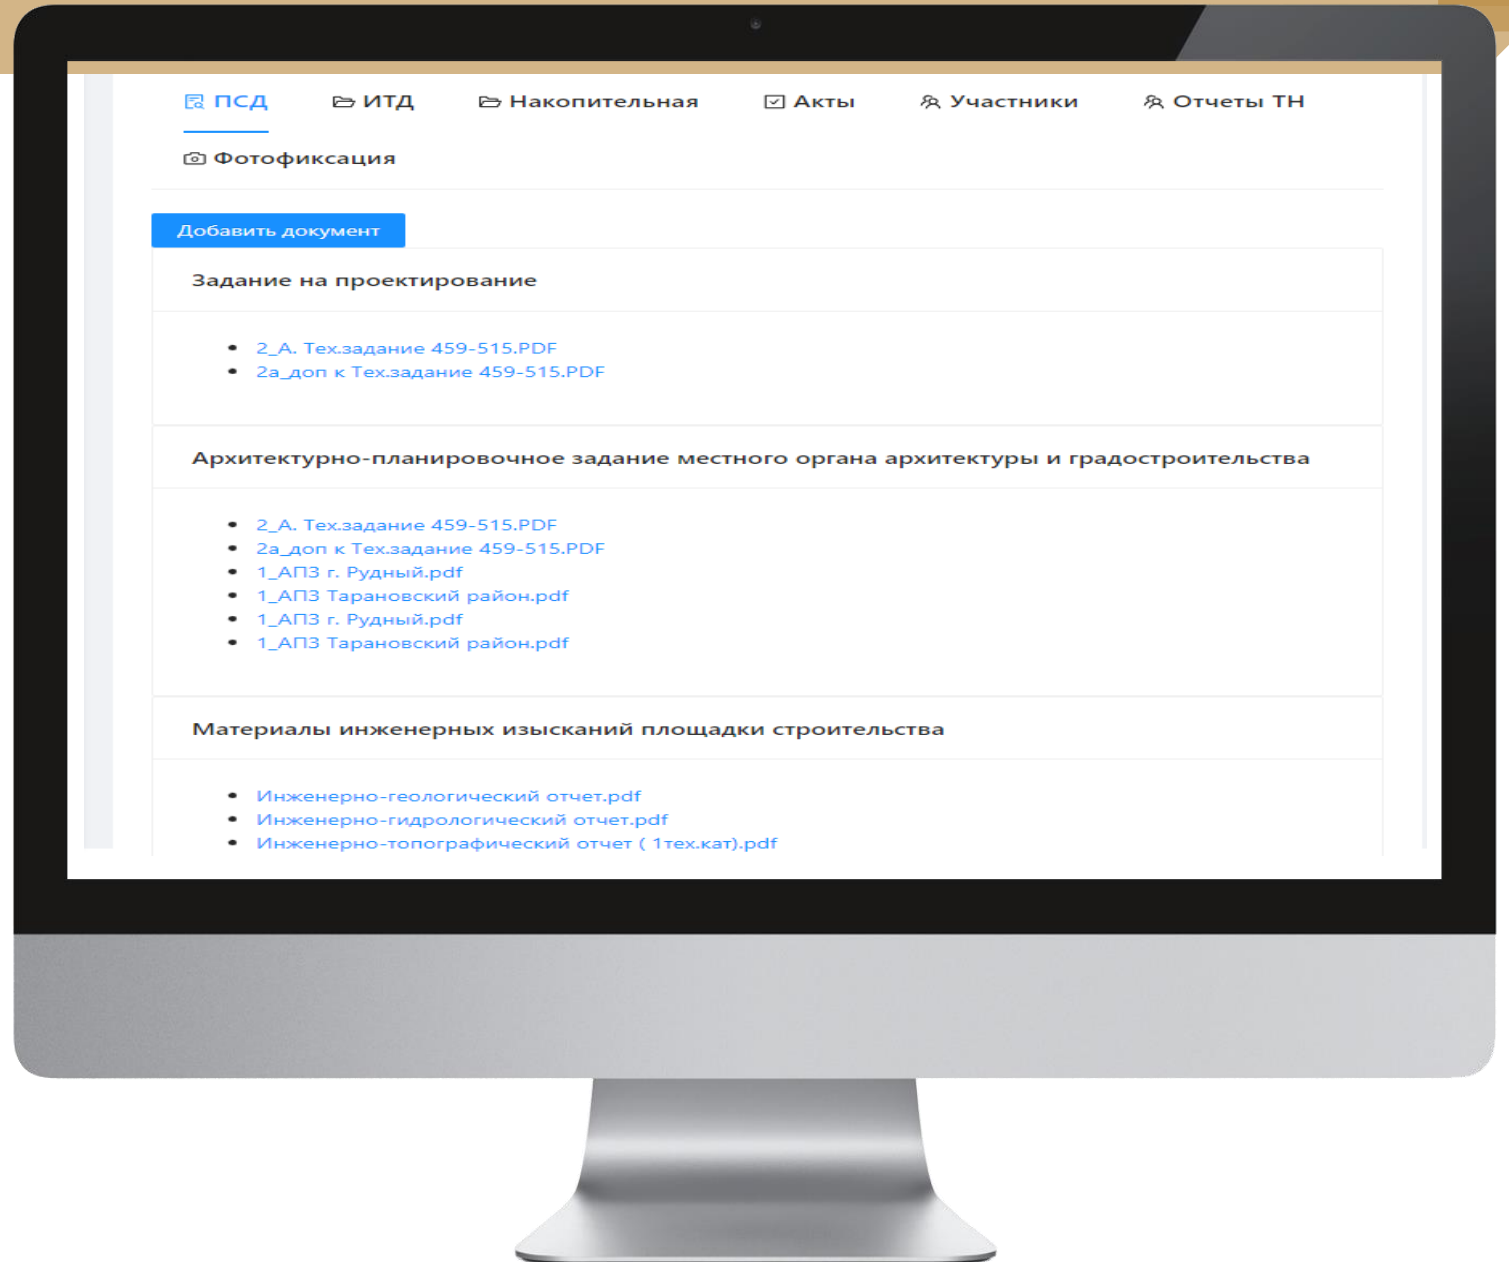 ПСД ИТД Накопительная Акты Участники Отчеты ТН
Фотофиксация
Добавить документ
Задание на проектирование
2_А. Тех.задание 459-515.PDF
2а_доп к Тех.задание 459-515.PDF
Архитектурно-планировочное задание местного органа архитектуры и градостроительства
2_А. Тех.задание 459-515.PDF
2а_доп к Тех.задание 459-515.PDF
1_АПЗ г. Рудный.pdf
1_АПЗ Тарановский район.pdf
1_АПЗ г. Рудный.pdf
1_АПЗ Тарановский район.pdf
Материалы инженерных изысканий площадки строительства
Инженерно-геологический отчет.pdf
Инженерно-гидрологический отчет.pdf
Инженерно-топографический отчет ( 1тех.кат).pdf